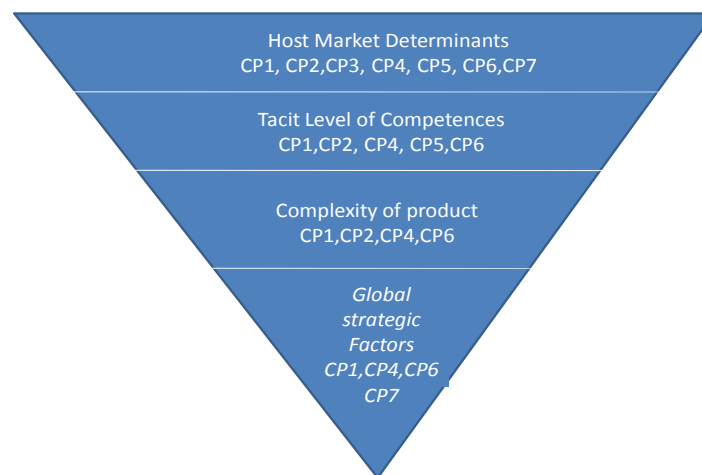 Host Market Determinants
CP1, CP2,CP3, CP4, CP5, CP6,CP7
Tacit Level of Competences
CP1,CP2, CP4, CP5,CP6
Complexity of product
CP1,CP2,CP4,CP6
Global
strategic
Factors
CP1,CP4,CP6
CP7